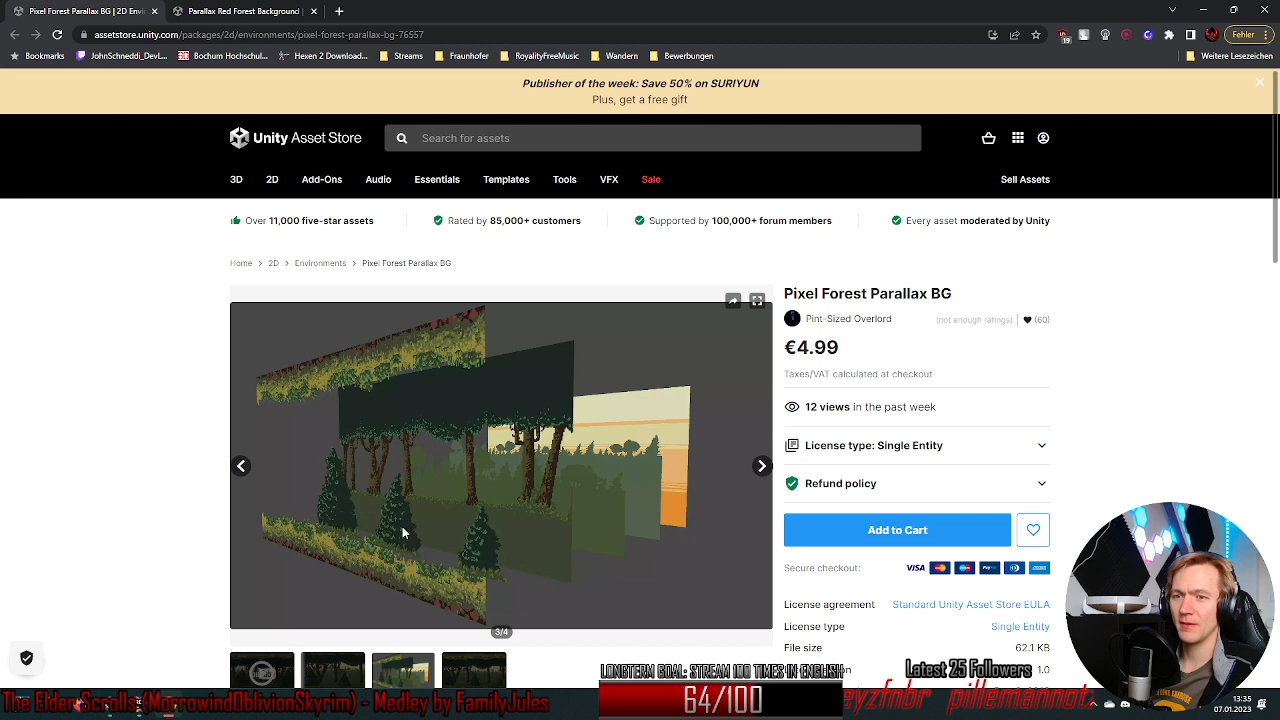 Pixel Forest Parallax BG | 2D Envi
Parallax Red Background
assetstore.unity.com/packages/2d/environments/pixel-forest-parallax-bg-76557
19
Fehler
Bookmarks
JohnSchneddi_DevL...
Bochum Hochschul...
Hexen 2 Download...
Streams
Fraunhofer
RoyalityFreeMusic
Wandern
Bewerbungen
Weitere Lesezeichen
Publisher of the week: Save 50% on SURIYUN
Plus, get a free gift
Unity Asset Store
Search for assets
3D
2D
Add-Ons
Audio
Essentials
Templates
Tools
VFX
Sale
Sell Assets
Over 11,000 five-star assets
Rated by 85,000+ customers
Supported by 100,000+ forum members
Every asset moderated by Unity
Home > 2D > Environments > Pixel Forest Parallax BG
Pixel Forest Parallax BG
Pint-Sized Overlord
(not enough ratings)
(60)
€4.99
Taxes/VAT calculated at checkout
12 views in the past week
License type: Single Entity
Refund policy
Add to Cart
Secure checkout:
VISA
License agreement
Standard Unity Asset Store EULA
License type
Single Entity
File size
62.1 KB
1.0
3/4
LONGTERM GOAL: STREAM 100 TIMES IN ENGLISH
64/100
Latest 25 Followers
The Elder Scrolls (MorrowindOblivionSkyrim) - Medley by FamilyJules
pillemannotz
13:35
07.01.2023